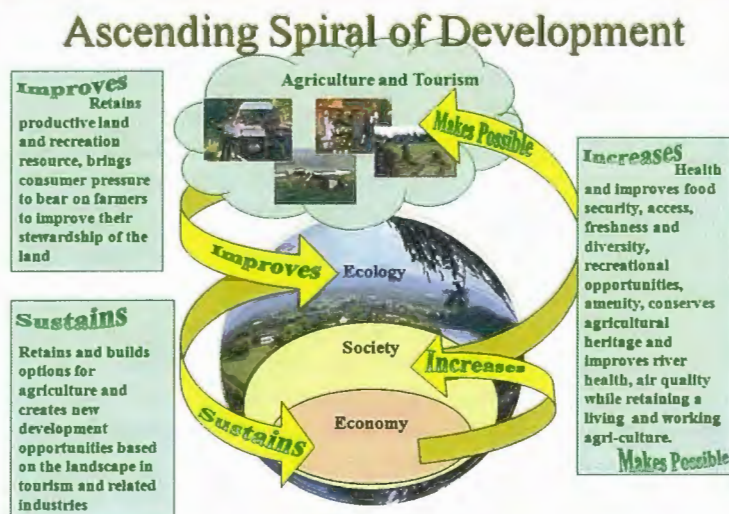 Ascending Spiral of Development
Agriculture and Tourism
Improves
Retains
productive land
and recreation
resource, brings
consumer pressure
to bear on farmers
to improve their
stewardship of the
land
Makes Possible
Increases
Health
and improves food
security, access,
freshness and
diversity,
recreational
opportunities,
amenity, conserves
agricultural
heritage and
improves river
health, air quality
while retaining a
living and working
agri-culture.
Makes Possible
Improves
Ecology
Sustains
Retains and builds
options for
agriculture and
creates new
development
opportunities based
on the landscape in
tourism and related
industries
Society
Increases
Sustains
Economy